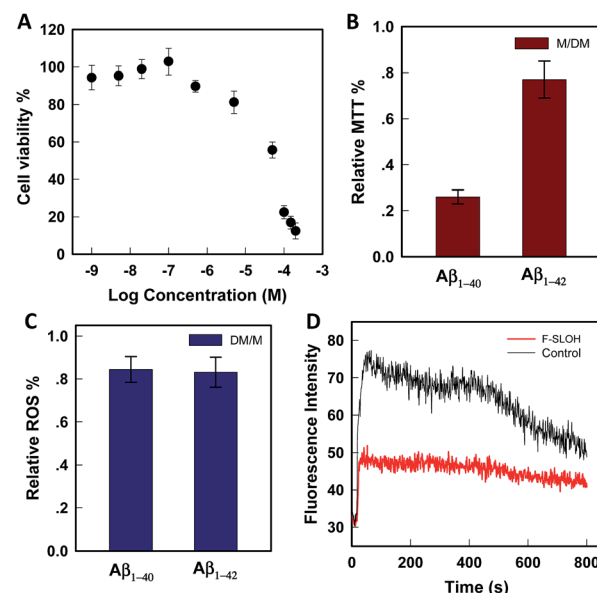 A
120
100
80
60
40
20
0
Cell viability %
-9 -8 -7 -6 -5 -4 -3
Log Concentration (M)
B
M/DM
1.0
.8
.6
.4
.2
0.0
Relative MTT %
Aβ1–40 Aβ1–42
C
DM/M
1.0
.8
.6
.4
.2
0.0
Relative ROS %
Aβ1–40 Aβ1–42
D
F-SLOH
Control
80
70
60
50
40
30
Fluorescence Intensity
0 200 400 600 800
Time (s)